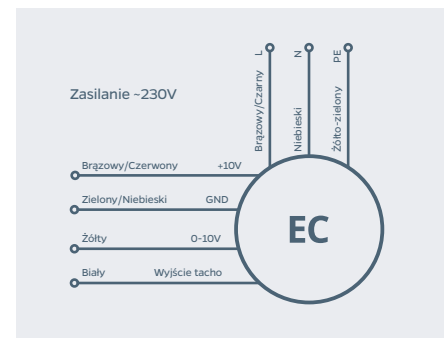 L
N
PE
Brązowy/Czarny
Niebieski
Żółto-zielony
Zasilanie ~230V
Brązowy/Czerwony +10V
Zielony/Niebieski GND
Żółty 0-10V
Biały Wyjście tacho
EC